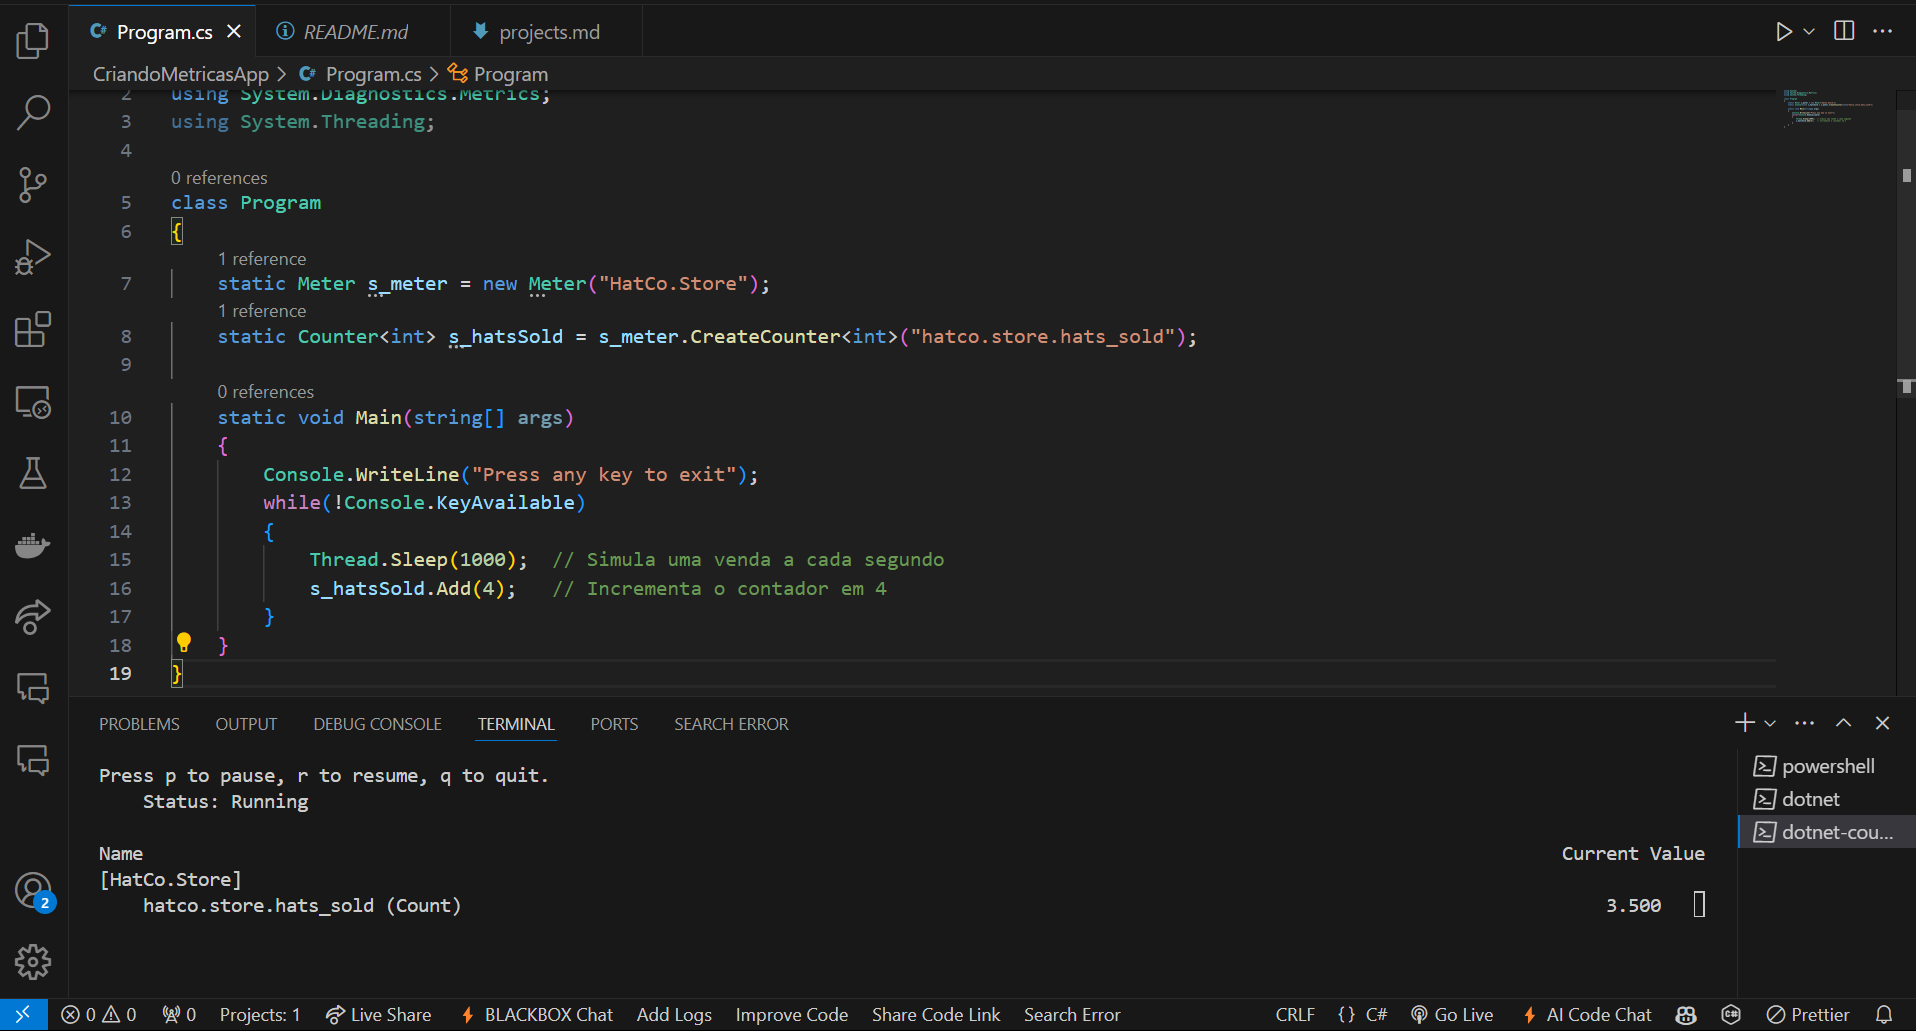 Program.cs
README.md
projects.md
CriandoMetricasApp > Program.cs > Program
2 using System.Diagnostics.Metrics;
3 using System.Threading;
4
0 references
5 class Program
6 {
1 reference
7 static Meter s_meter = new Meter("HatCo.Store");
1 reference
8 static Counter<int> s_hatsSold = s_meter.CreateCounter<int>("hatco.store.hats_sold");
9
0 references
10 static void Main(string[] args)
11 {
12 Console.WriteLine("Press any key to exit");
13 while(!Console.KeyAvailable)
14 {
15 Thread.Sleep(1000); // Simula uma venda a cada segundo
16 s_hatsSold.Add(4); // Incrementa o contador em 4
17 }
18 }
19 }
PROBLEMS OUTPUT DEBUG CONSOLE TERMINAL PORTS SEARCH ERROR
Press p to pause, r to resume, q to quit.
Status: Running
Name Current Value
[HatCo.Store]
hatco.store.hats_sold (Count) 3.500
powershell
dotnet
dotnet-cou...
2
0 0 0 Projects: 1 Live Share BLACKBOX Chat Add Logs Improve Code Share Code Link Search Error CRLF {} C# Go Live AI Code Chat Prettier